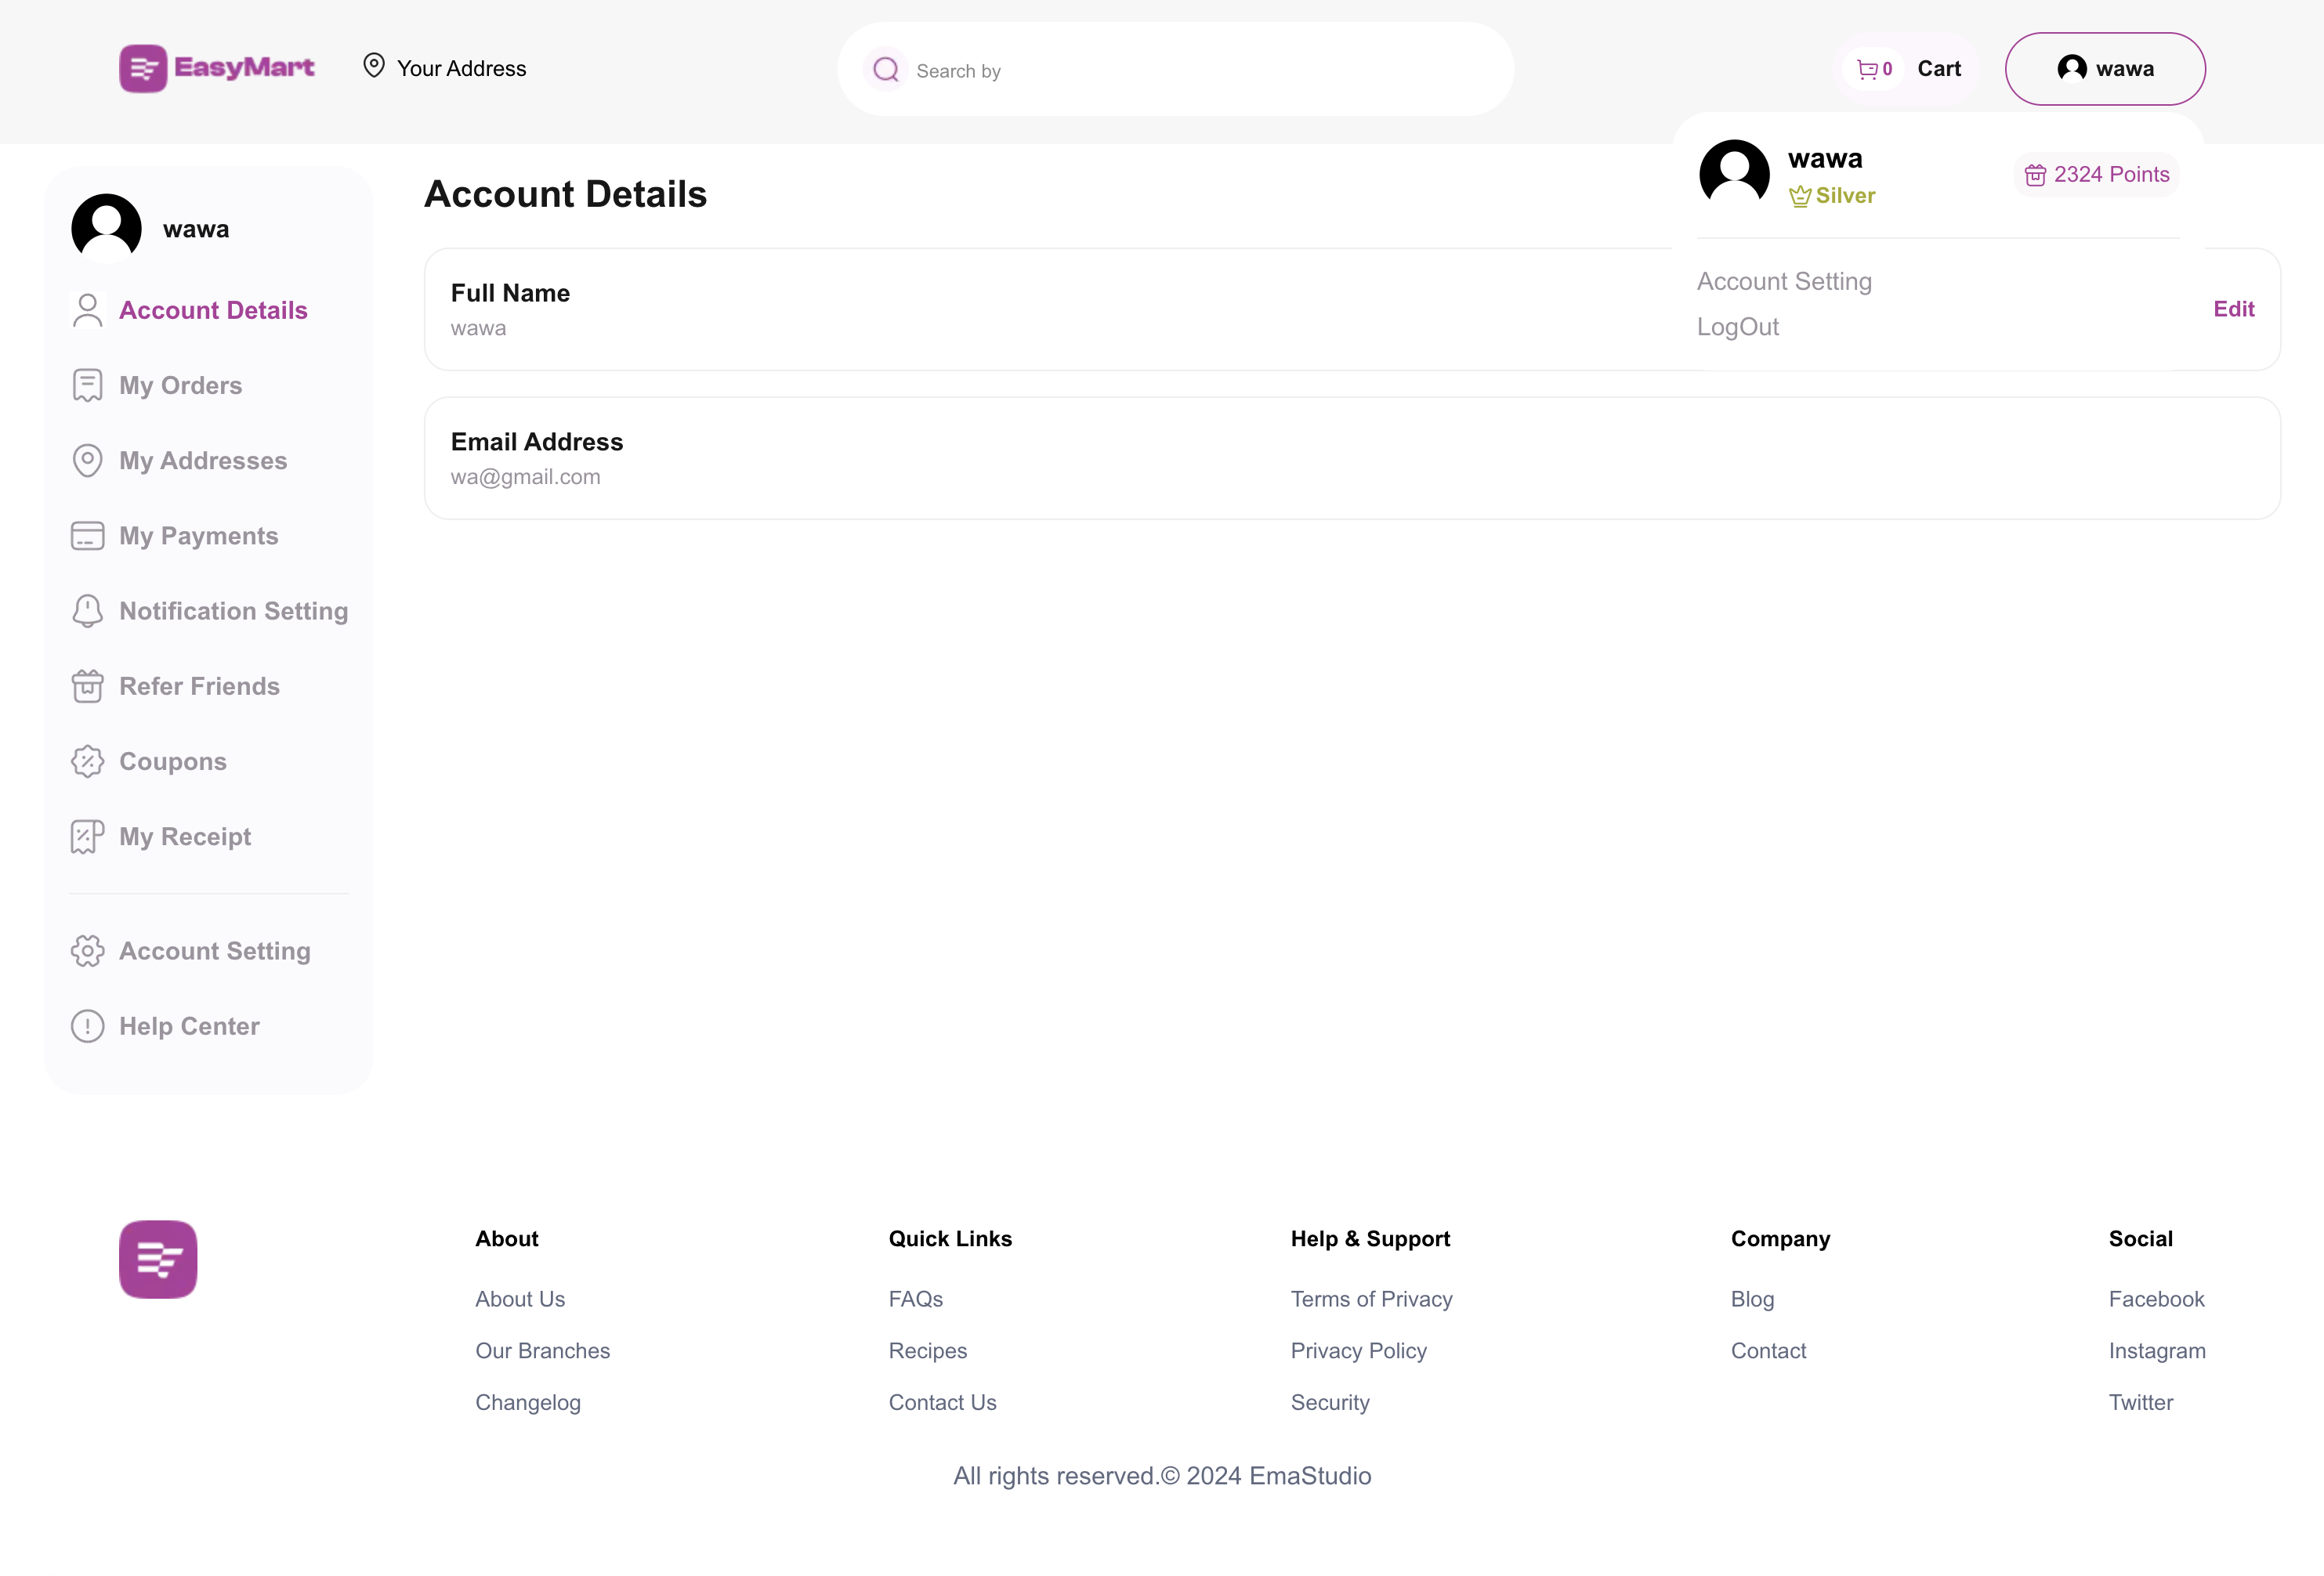 EasyMart
Your Address
Search by
0
Cart
wawa
wawa
Silver
2324 Points
Account Setting
LogOut
wawa
Account Details
My Orders
My Addresses
My Payments
Notification Setting
Refer Friends
Coupons
My Receipt
Account Setting
Help Center
Account Details
Full Name
wawa
Edit
Email Address
wa@gmail.com
About
About Us
Our Branches
Changelog
Quick Links
FAQs
Recipes
Contact Us
Help & Support
Terms of Privacy
Privacy Policy
Security
Company
Blog
Contact
Social
Facebook
Instagram
Twitter
All rights reserved.© 2024 EmaStudio